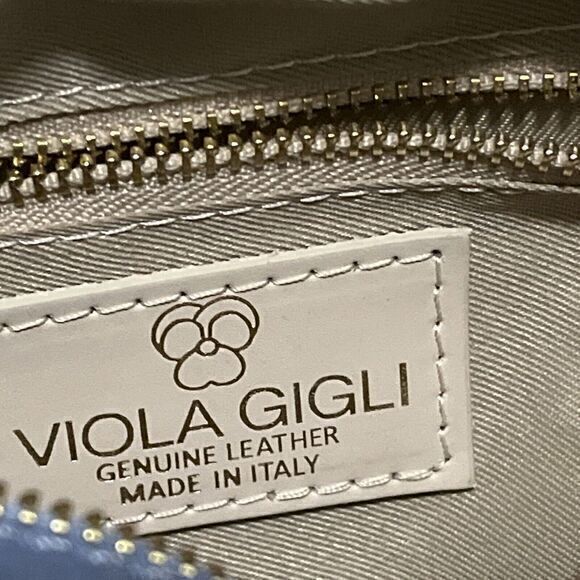 VIOLA GIGLI
GENUINE LEATHER
MADE IN ITALY